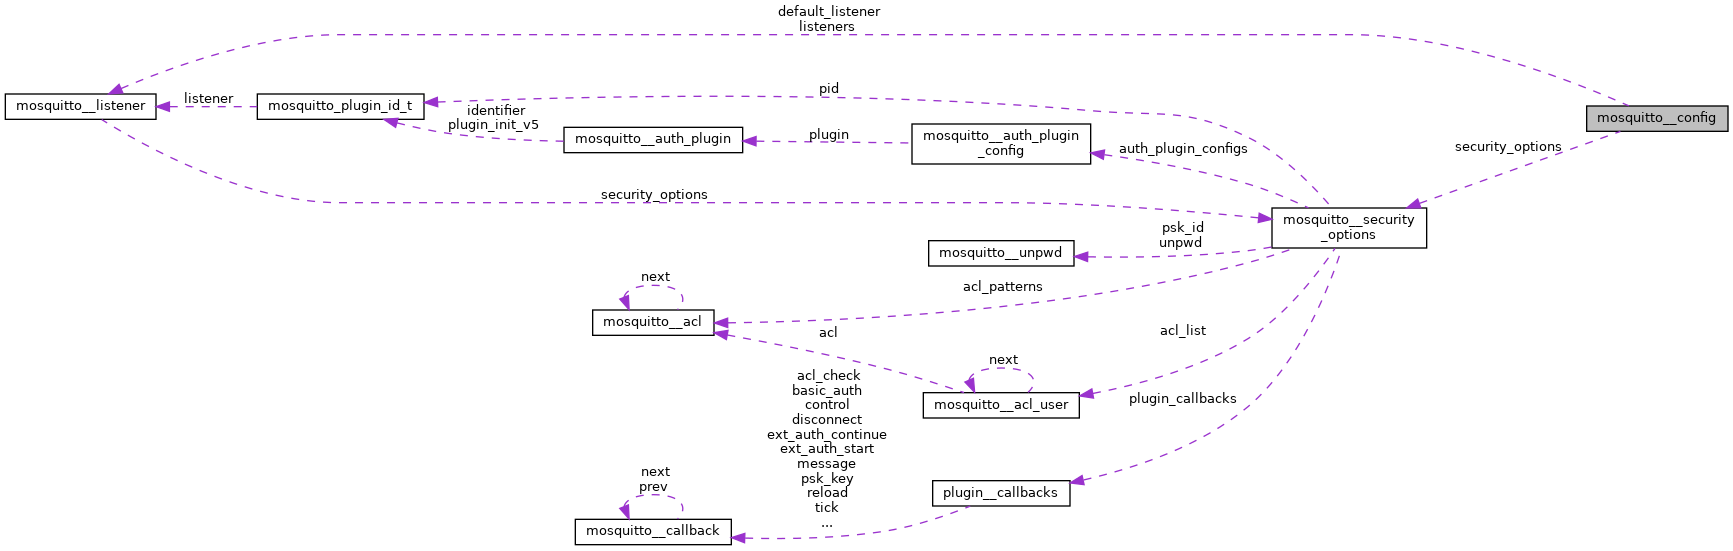 default_listener
listeners
mosquitto__listener
listener
mosquitto_plugin_id_t
pid
identifier
plugin_init_v5
mosquitto__auth_plugin
plugin
mosquitto__auth_plugin
_config
auth_plugin_configs
mosquitto__config
security_options
security_options
mosquitto__security
_options
psk_id
unpwd
mosquitto__unpwd
acl_patterns
next
mosquitto__acl
acl
acl_list
next
mosquitto__acl_user
plugin_callbacks
acl_check
basic_auth
control
disconnect
ext_auth_continue
ext_auth_start
message
psk_key
reload
tick
...
next
prev
mosquitto__callback
plugin__callbacks